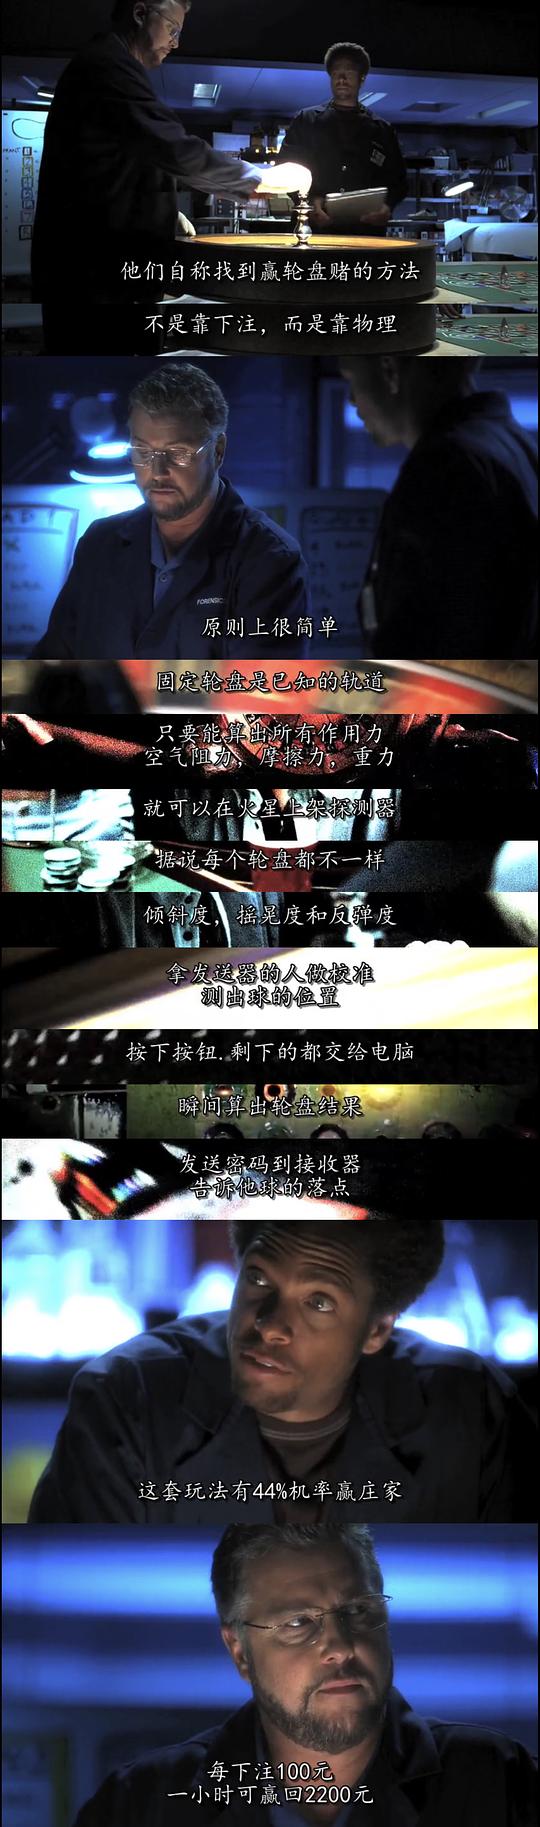 他们自称找到赢轮盘赌的方法
不是靠下注，而是靠物理
FORENSIC
原则上很简单
固定轮盘是已知的轨道
只要能算出所有作用力
空气阻力，摩擦力，重力
就可以在火星上架探测器
据说每个轮盘都不一样
倾斜度，摇晃度和反弹度
拿发送器的人做校准
测出球的位置
按下按钮.剩下的都交给电脑
瞬间算出轮盘结果
发送密码到接收器
告诉他球的落点
这套玩法有44%机率赢庄家
每下注100元
一小时可赢回2200元